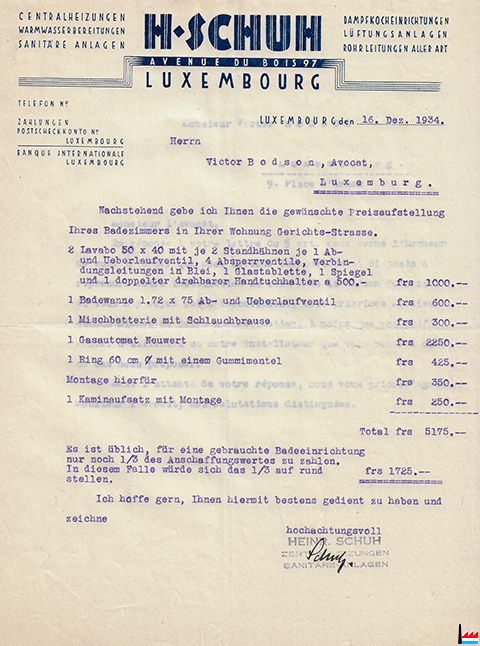 CENTRALHEIZUNGEN
WARMWASSERBEREITUNGEN
SANITÄRE ANLAGEN
H·SCHUH
AVENUE DU BOIS 97
LUXEMBOURG
DAMPFKOCHEINRICHTUNGEN
LÜFTUNGSANLAGEN
ROHRLEITUNGEN ALLER ART
TELEFON No
ZAHLUNGEN
POSTSCHECKKONTO No
LUXEMBOURG
BANQUE INTERNATIONALE
LUXEMBOURG
LUXEMBOURG den 16. Dez. 1934.
Herrn
Victor Bodson, Avocat,
Luxemburg.
Nachstehend gebe ich Ihnen die gewünschte Preisaufstellung
Ihres Badezimmers in Ihrer Wohnung Gerichts-Strasse.
2 Lavabo 50 x 40 mit je 2 Standhähnen je 1 Ab-
und Ueberlaufventil, 4 Absperrventile, Verbin-
dungsleitungen in Blei, 1 Glastablette, 1 Spiegel
und 1 doppelter drehbarer Handtuchhalter a 500.- frs 1000.--
1 Badewanne 1.72 x 75 Ab- und Ueberlaufventil frs 600.--
1 Mischbetterie mit Schlauchbrause frs 300.--
1 Gasautomat Neuwert frs 2250.--
1 Ring 60 cm Ø mit einem Gummimantel frs 425.--
Montage hierfür frs 350.--
1 Kaminaufsatz mit Montage frs 250.--
Total frs 5175.--
Es ist üblich, für eine gebrauchte Badeeinrichtung
nur noch 1/3 des Anschaffungswertes zu zahlen.
In diesem Falle würde sich das 1/3 auf rund frs 1725.--
stellen.
Ich hoffe gern, Ihnen hiermit bestens gedient zu haben und
zeichne
hochachtungsvoll
HEINR. SCHUH
ZENTRALHEIZUNGEN
SANITÄRE ANLAGEN
Schuh